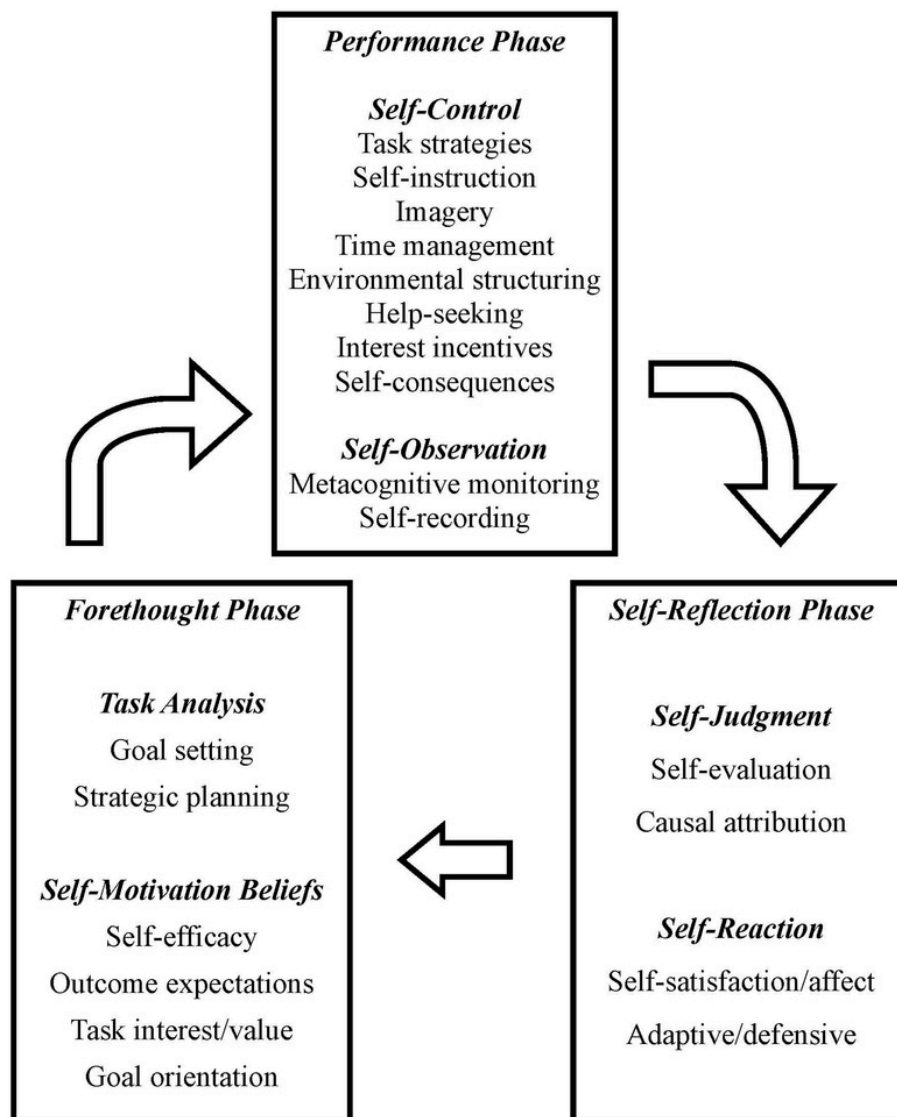 Performance Phase
Self-Control
Task strategies
Self-instruction
Imagery
Time management
Environmental structuring
Help-seeking
Interest incentives
Self-consequences
Self-Observation
Metacognitive monitoring
Self-recording
Forethought Phase
Task Analysis
Goal setting
Strategic planning
Self-Motivation Beliefs
Self-efficacy
Outcome expectations
Task interest/value
Goal orientation
Self-Reflection Phase
Self-Judgment
Self-evaluation
Causal attribution
Self-Reaction
Self-satisfaction/affect
Adaptive/defensive